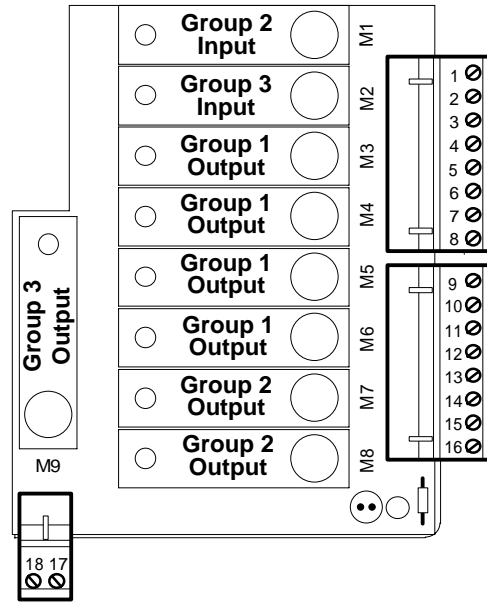 Group 2
Input
M1
Group 3
Input
M2
Group 1
Output
M3
Group 1
Output
M4
Group 1
Output
M5
Group 1
Output
M6
Group 2
Output
M7
Group 2
Output
M8
Group 3
Output
M9
1
2
3
4
5
6
7
8
9
10
11
12
13
14
15
16
18 17